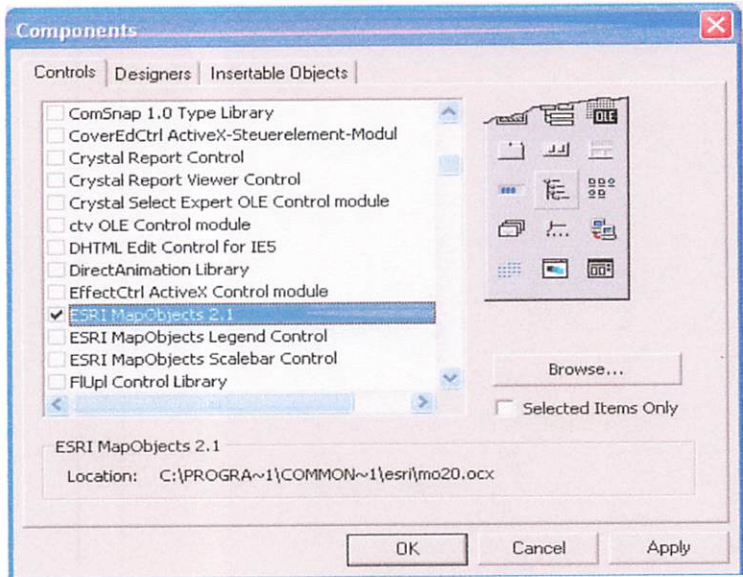 Components
Controls
Designers
Insertable Objects
ComSnap 1.0 Type Library
CoverEdCtrl ActiveX-Steuerelement-Modul
Crystal Report Control
Crystal Report Viewer Control
Crystal Select Expert OLE Control module
ctv OLE Control module
DHTML Edit Control for IE5
DirectAnimation Library
EffectCtrl ActiveX Control module
ESRI MapObjects 2.1
ESRI MapObjects Legend Control
ESRI MapObjects Scalebar Control
FlUpl Control Library
OLE
Browse...
Selected Items Only
ESRI MapObjects 2.1
Location: C:\PROGRA~1\COMMON~1\esri\mo20.ocx
OK
Cancel
Apply